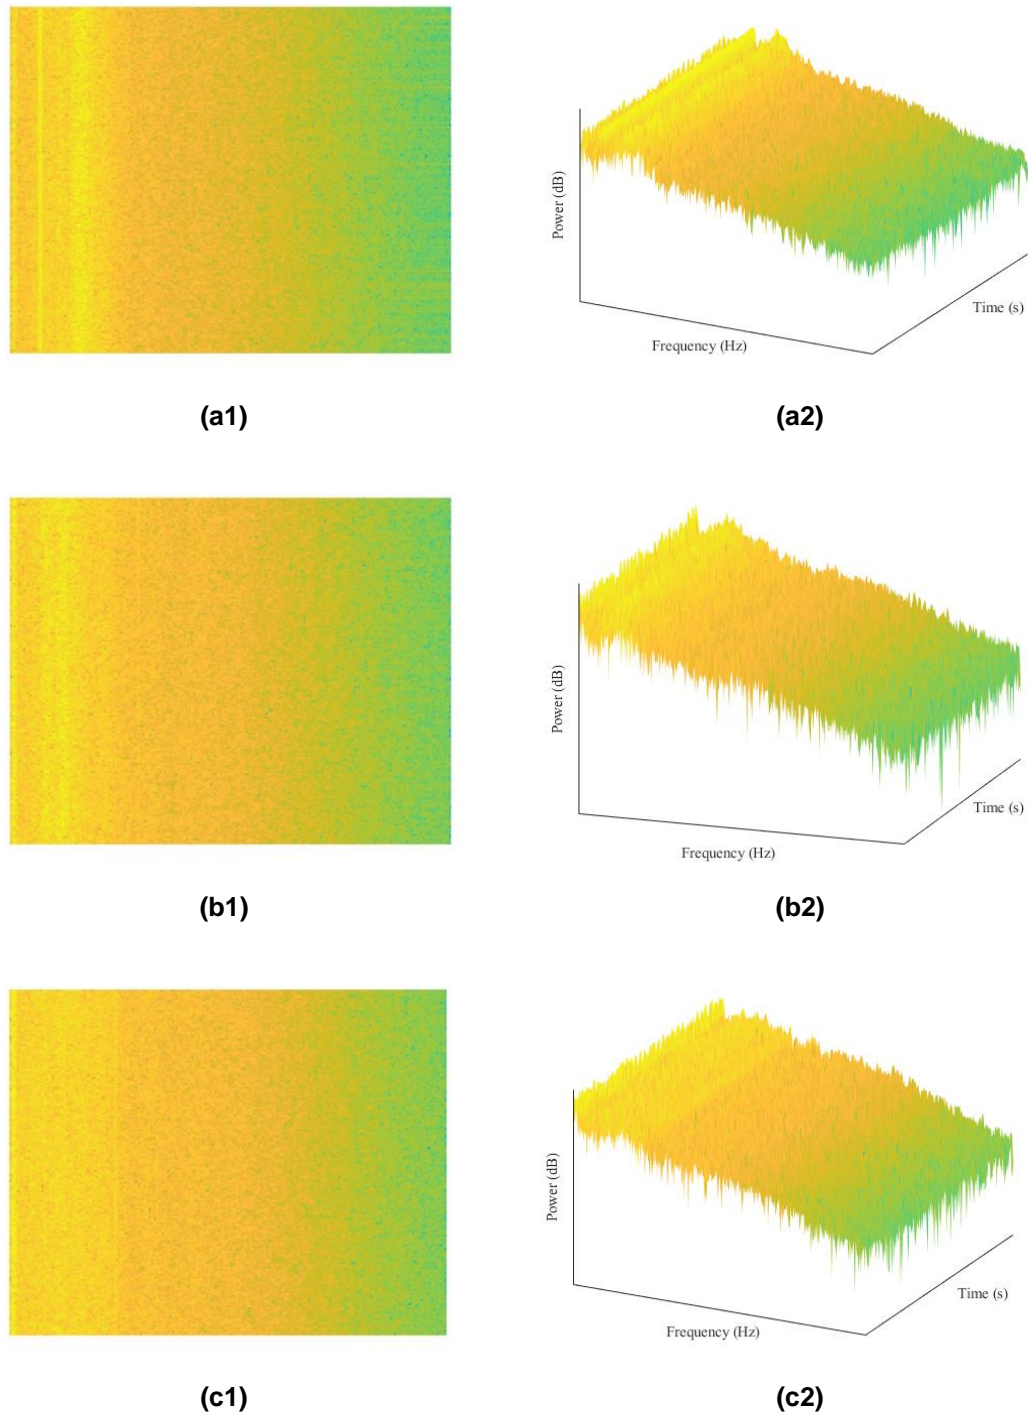 Power (dB)
Time (s)
Frequency (Hz)
(a1)
(a2)
Power (dB)
Time (s)
Frequency (Hz)
(b1)
(b2)
Power (dB)
Time (s)
Frequency (Hz)
(c1)
(c2)